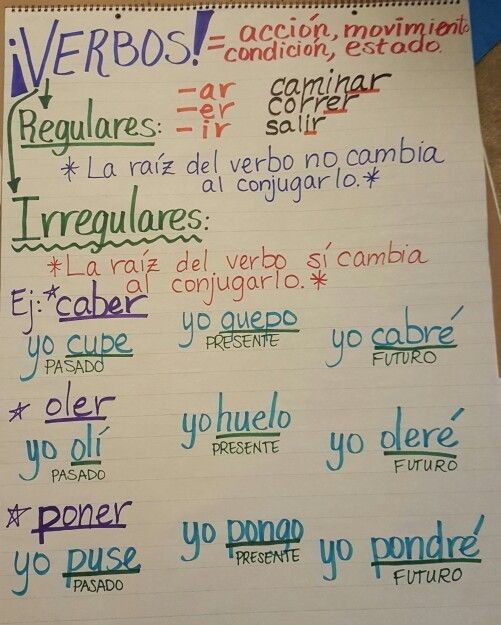 ¡VERBOS! = acción, movimiento
condición, estado.
Regulares: -ar caminar
-er correr
-ir salir
* La raíz del verbo no cambia
al conjugarlo. *
Irregulares:
* La raíz del verbo sí cambia
al conjugarlo. *
Ej: * caber
yo cupe yo quepo yo cabré
PASADO PRESENTE FUTURO
* oler
yo olí yo huelo yo oleré
PASADO PRESENTE FUTURO
* poner
yo puse yo pongo yo pondré
PASADO PRESENTE FUTURO